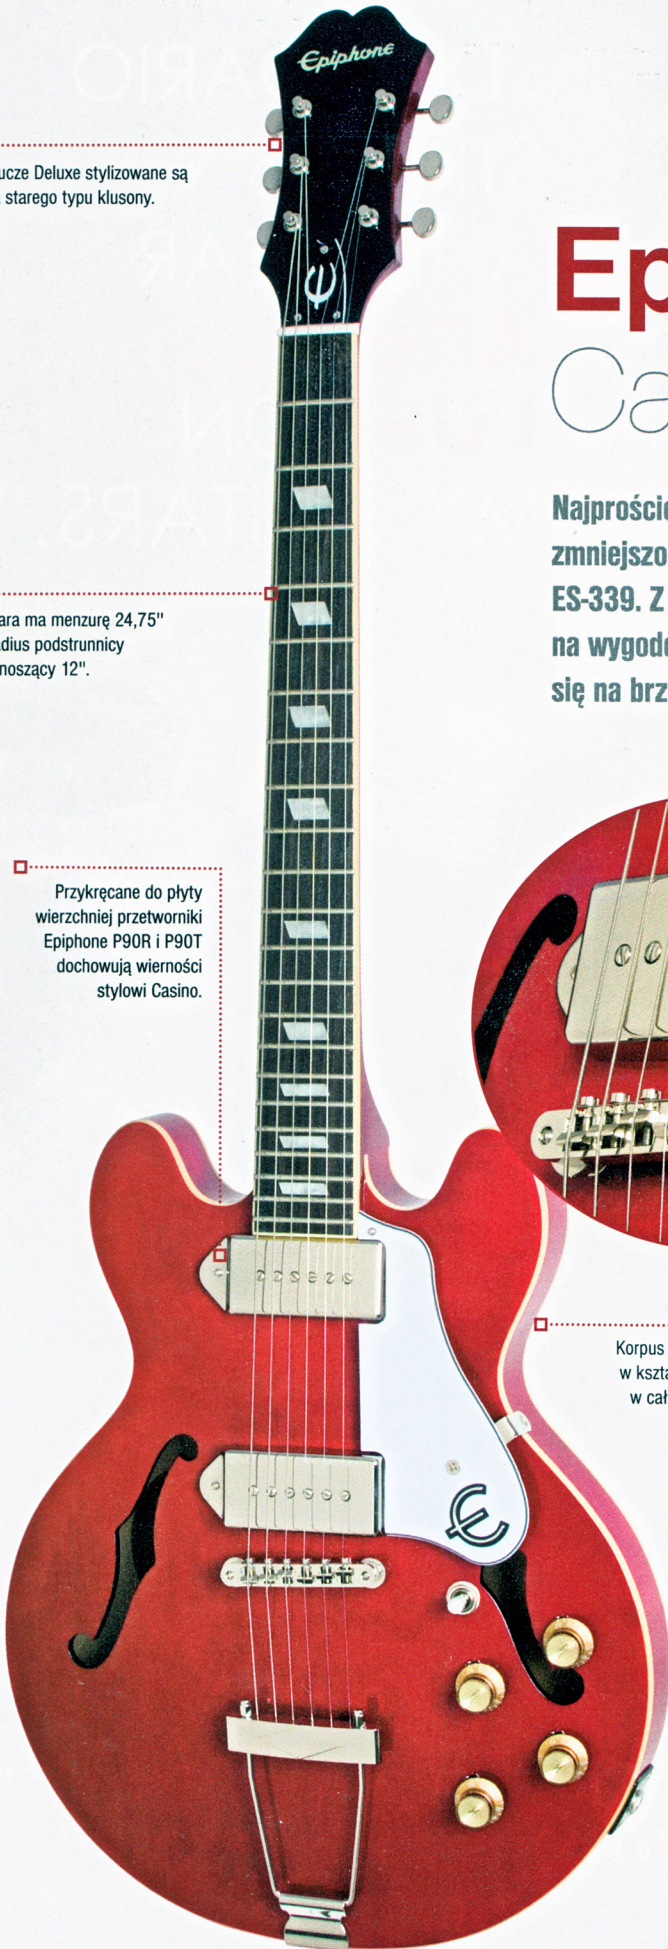 Epiphone
ucze Deluxe stylizowane są
starego typu klusony.
Ep
Ca
Najprości
zmniejszo
ES-339. Z
na wygod
się na brz
ara ma menzurę 24,75"
dius podstrunnicy
noszący 12".
Przykręcane do płyty
wierzchniej przetworniki
Epiphone P90R i P90T
dochowują wierności
stylowi Casino.
Korpus
w kszta
w cał